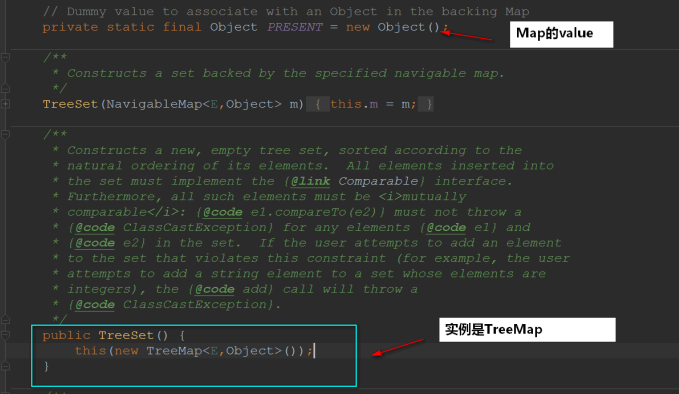 // Dummy value to associate with an Object in the backing Map
private static final Object PRESENT = new Object();
Map的value
/**
* Constructs a set backed by the specified navigable map.
*/
TreeSet(NavigableMap<E,Object> m) { this.m = m; }
/**
* Constructs a new, empty tree set, sorted according to the
* natural ordering of its elements.  All elements inserted into
* the set must implement the {@link Comparable} interface.
* Furthermore, all such elements must be <i>mutually
* comparable</i>: {@code e1.compareTo(e2)} must not throw a
* {@code ClassCastException} for any elements {@code e1} and
* {@code e2} in the set.  If the user attempts to add an element
* to the set that violates this constraint (for example, the user
* attempts to add a string element to a set whose elements are
* integers), the {@code add} call will throw a
* {@code ClassCastException}.
*/
public TreeSet() {
实例是TreeMap
this(new TreeMap<E,Object>());
}